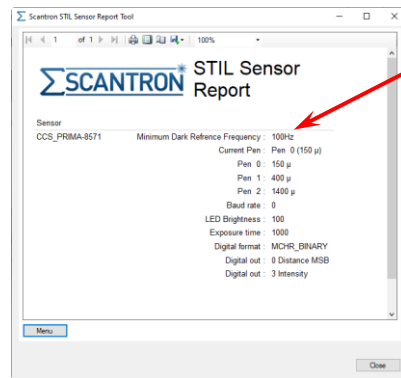 Scantron STIL Sensor Report Tool
1 of 1 100%
SCANTRON STIL Sensor
Report
Sensor
CCS_PRIMA-8571 Minimum Dark Refrence Frequency : 100Hz
Current Pen : Pen 0 (150 µ)
Pen 0 : 150 µ
Pen 1 : 400 µ
Pen 2 : 1400 µ
Baud rate : 0
LED Brightness : 100
Exposure time : 1000
Digital format : MCHR_BINARY
Digital out : 0 Distance MSB
Digital out : 3 Intensity
Menu
Close